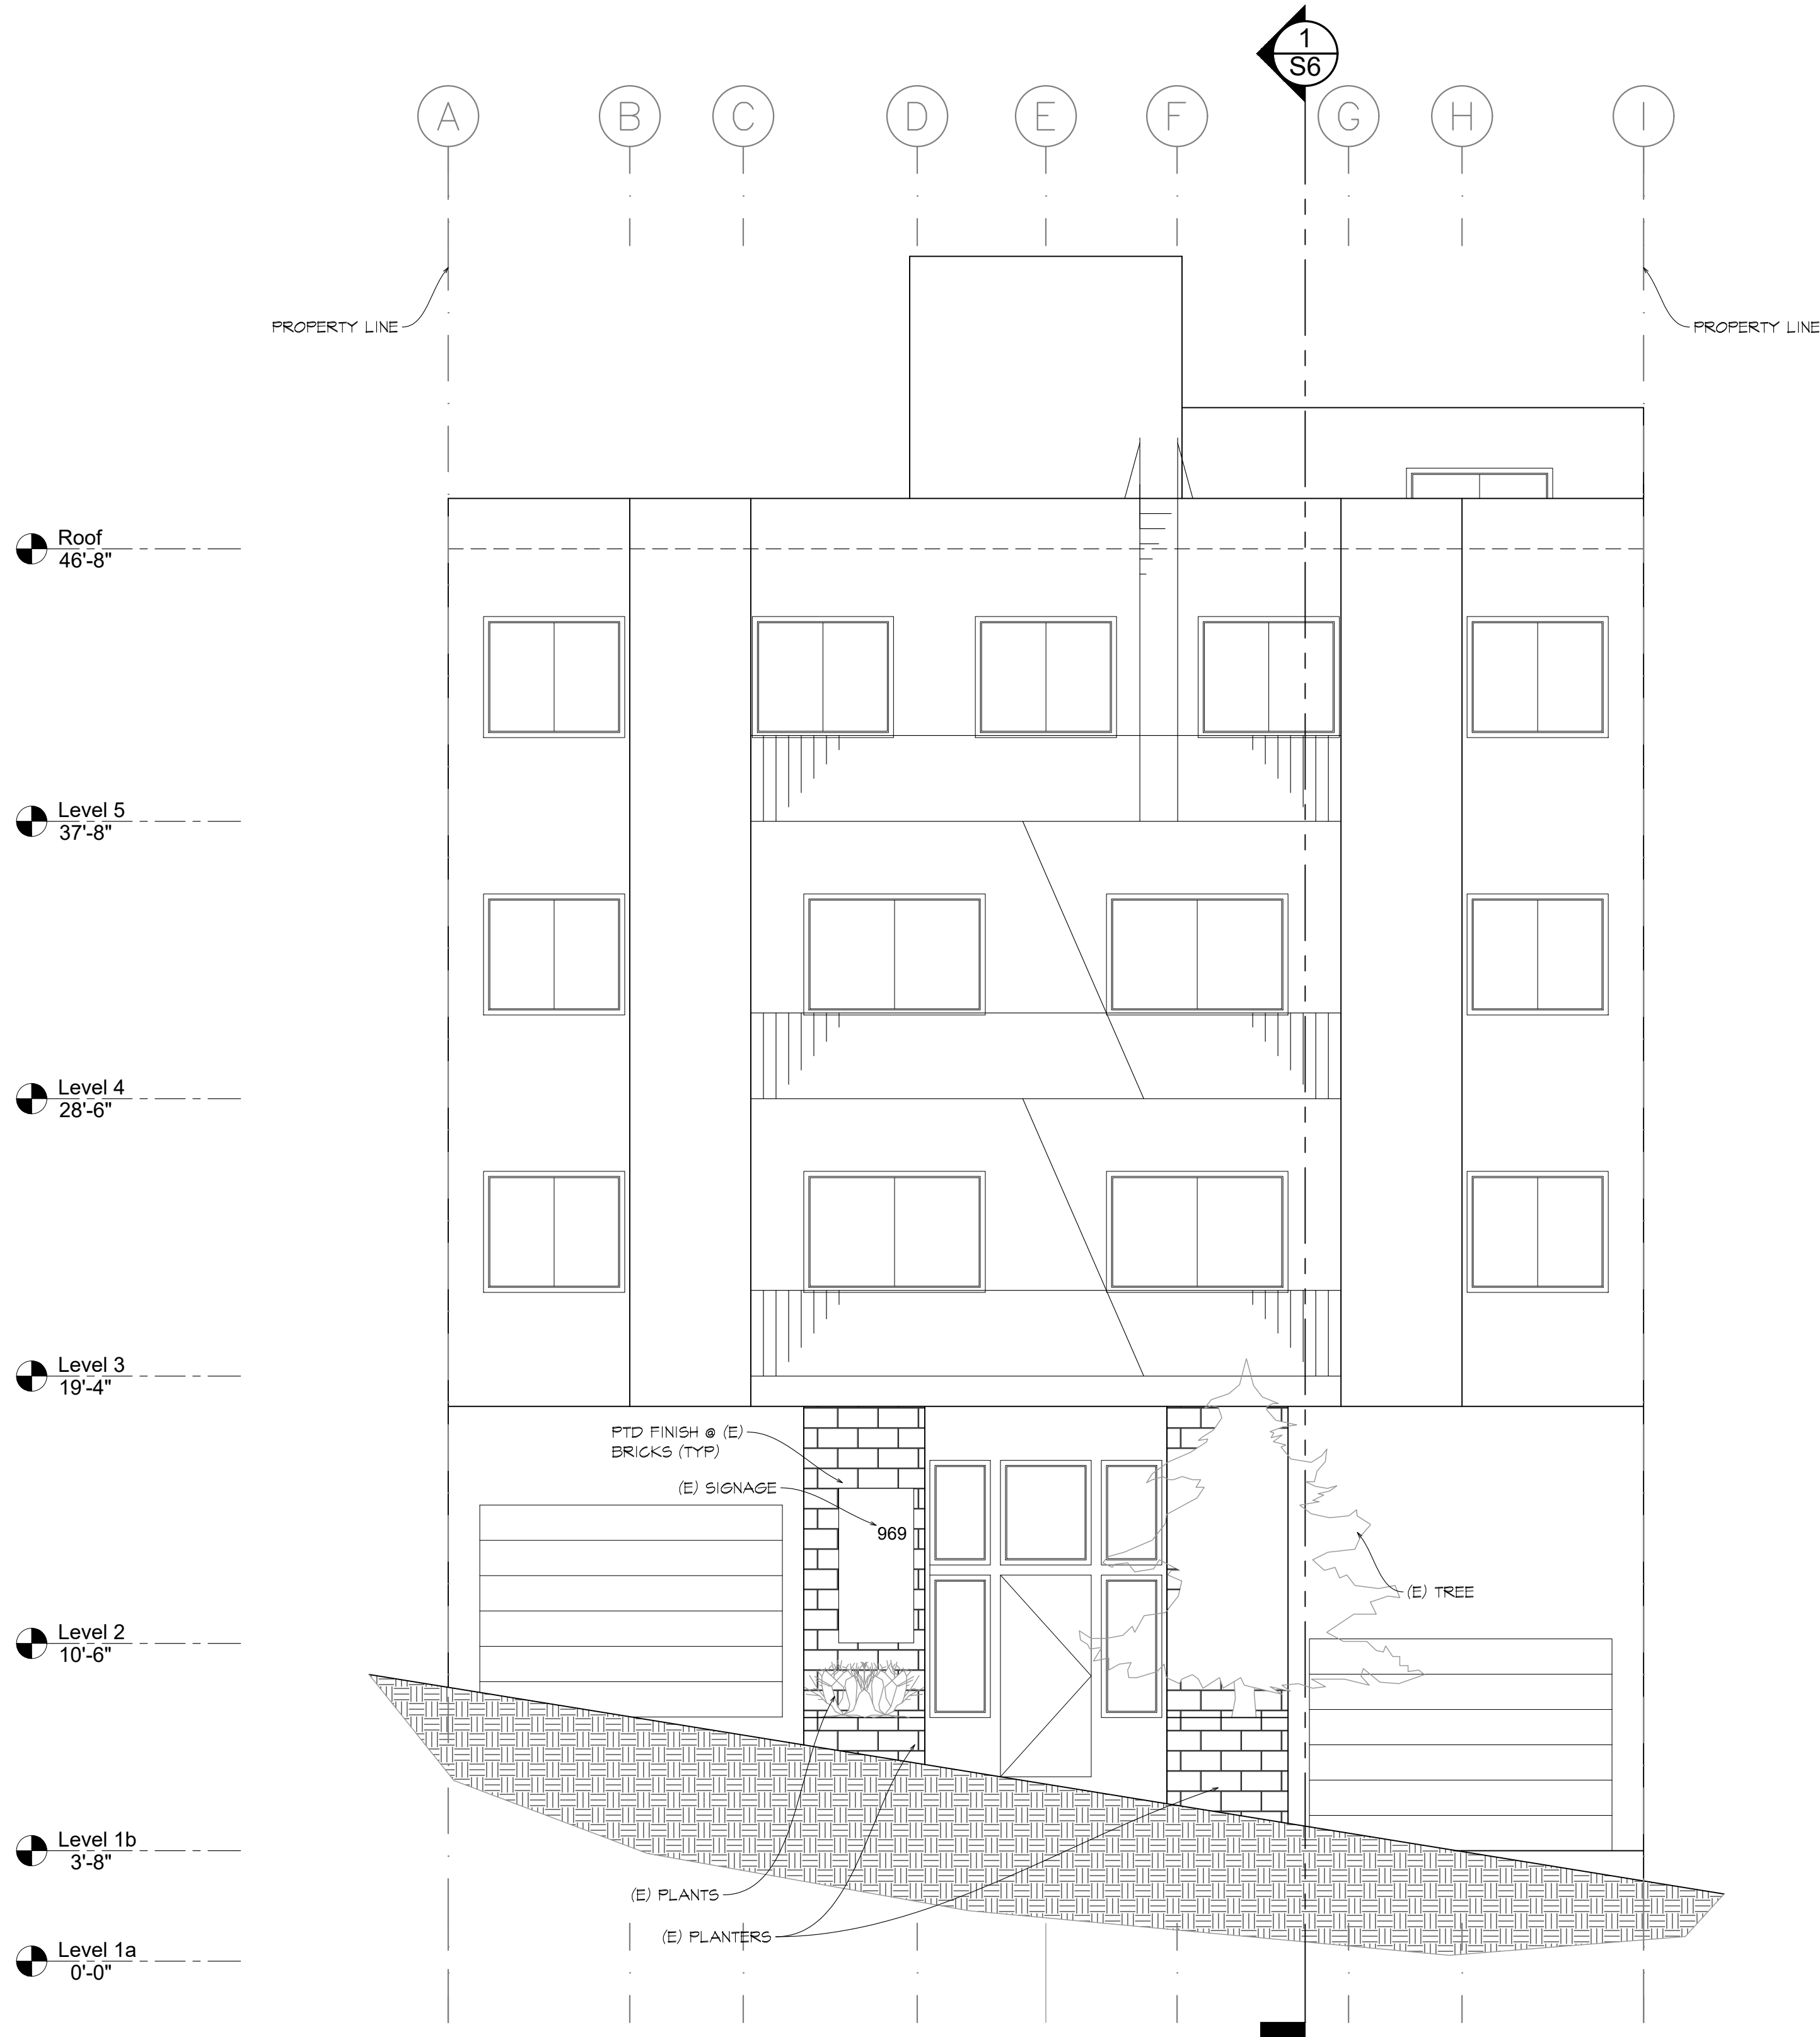 1
S6
A B C D E F G H I
PROPERTY LINE
PROPERTY LINE
Roof
46'-8"
Level 5
37'-8"
Level 4
28'-6"
Level 3
19'-4"
PTD FINISH @ (E)
BRICKS (TYP)
(E) SIGNAGE
969
(E) TREE
Level 2
10'-6"
Level 1b
3'-8"
(E) PLANTS
(E) PLANTERS
Level 1a
0'-0"